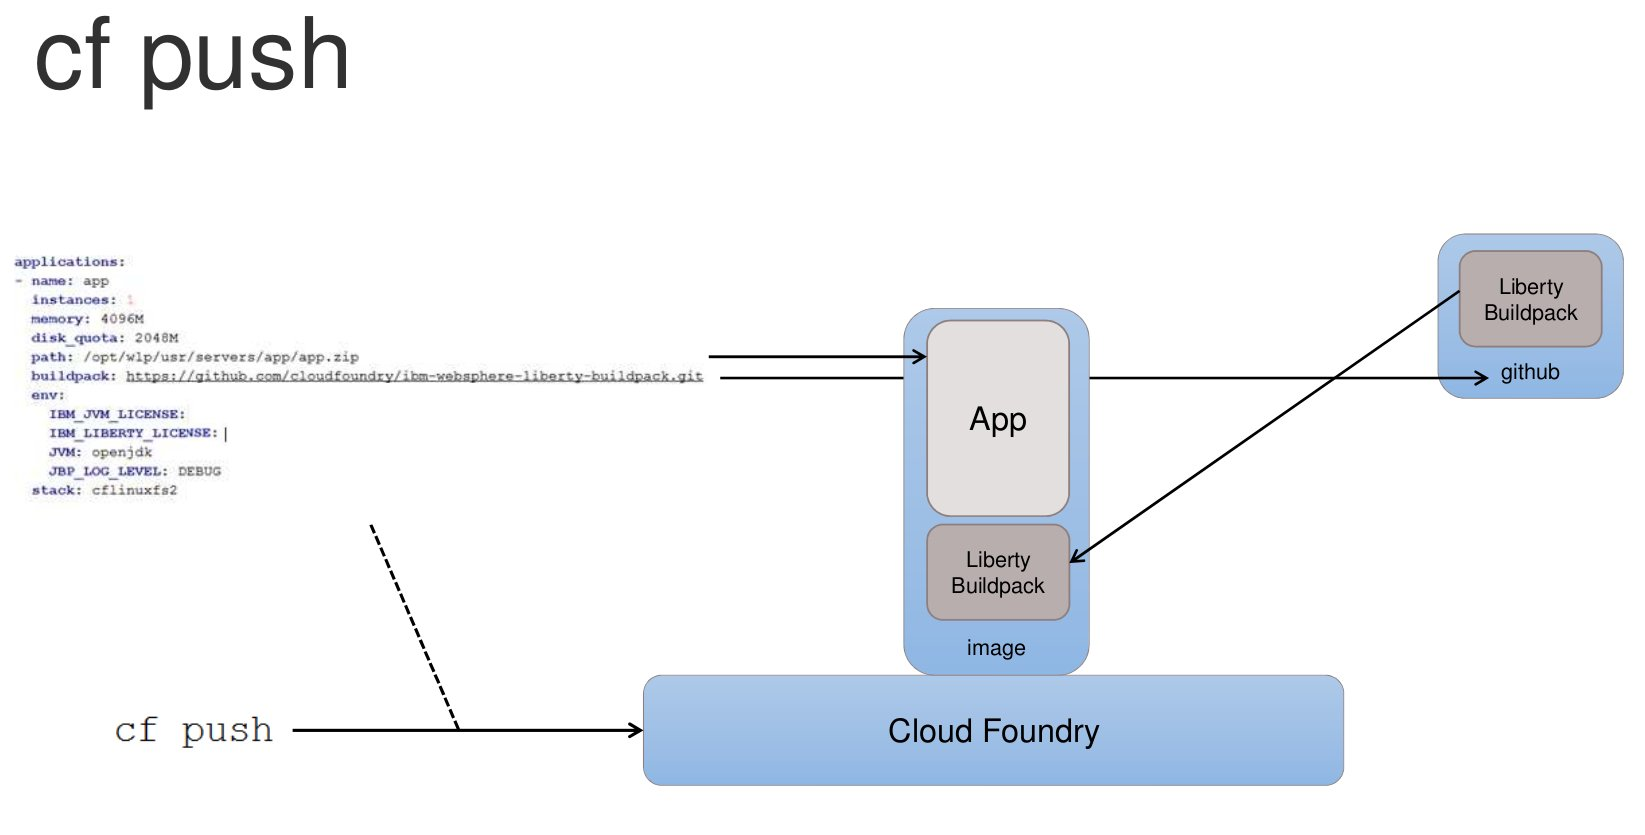 cf push
applications:
- name: app
instances: 1
memory: 4096M
disk_quota: 2048M
path: /opt/wlp/usr/servers/app/app.zip
buildpack: https://github.com/cloudfoundry/ibm-websphere-liberty-buildpack.git
env:
IBM_JVM_LICENSE:
IBM_LIBERTY_LICENSE:
JVM: openjdk
JBP_LOG_LEVEL: DEBUG
stack: cflinuxfs2
App
Liberty
Buildpack
image
Liberty
Buildpack
github
cf push
Cloud Foundry